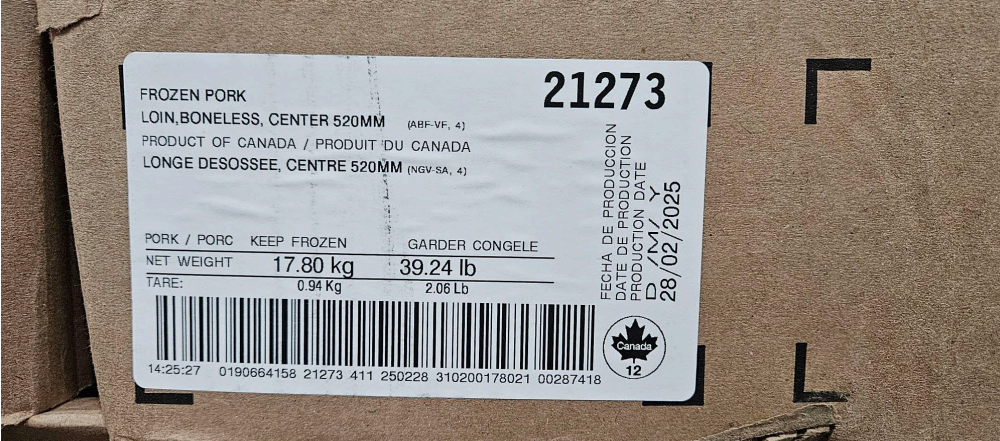 21273
FROZEN PORK
LOIN,BONELESS, CENTER 520MM (ABF-VF, 4)
PRODUCT OF CANADA / PRODUIT DU CANADA
LONGE DESOSSEE, CENTRE 520MM (NGV-SA, 4)
PORK / PORC KEEP FROZEN GARDER CONGELE
NET WEIGHT 17.80 kg 39.24 lb
TARE: 0.94 Kg 2.06 Lb
14:25:27 0190664158 21273 411 250228 310200178021 00287418
FECHA DE PRODUCCION
DATE DE PRODUCTION
PRODUCTION DATE
D /M/ Y
28/02/2025
Canada
12